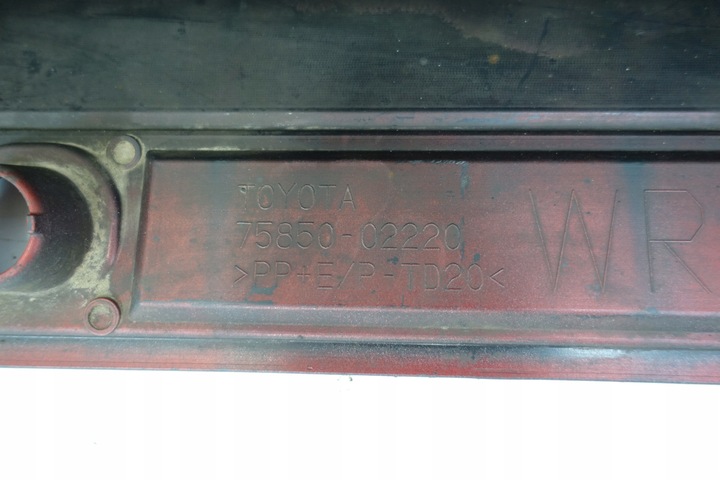 TOYOTA
75850-02220
>PP+E/P-TD20<
WR